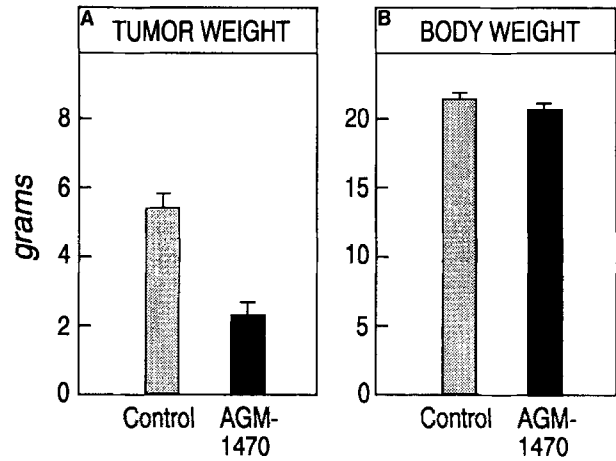 A TUMOR WEIGHT
grams
8
6
4
2
0
Control
AGM-
1470
B BODY WEIGHT
20
15
10
5
0
Control
AGM-
1470